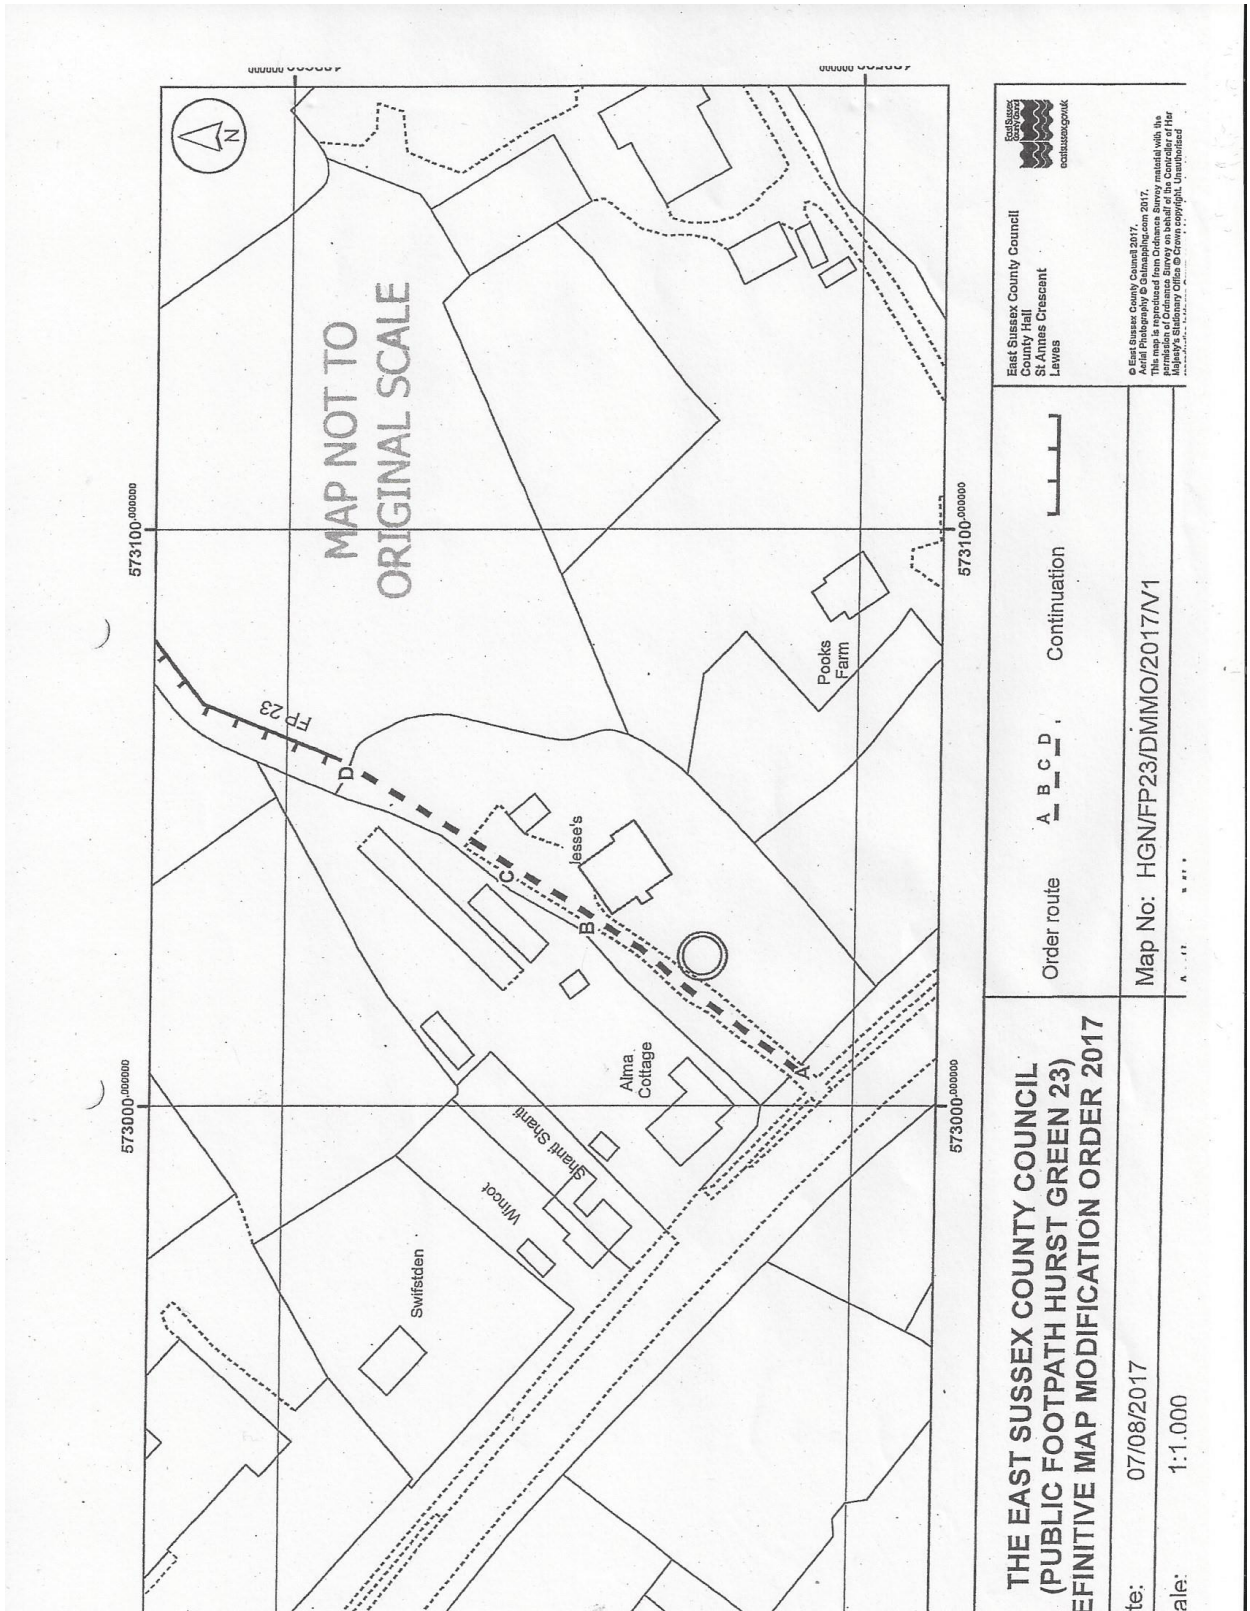 N
MAP NOT TO
ORIGINAL SCALE
573000.000000
573100.000000
FP 23
D
C
B
A
Jesse's
Pooks
Farm
Alma
Cottage
Shanti Shanti
Wincot
Swifstden
573000.000000
573100.000000
THE EAST SUSSEX COUNTY COUNCIL
(PUBLIC FOOTPATH HURST GREEN 23)
EFINITIVE MAP MODIFICATION ORDER 2017
te: 07/08/2017
ale: 1:1.000
Order route A B C D
Continuation
Map No: HGN/FP23/DMMO/2017/V1
East Sussex County Council
County Hall
St Annes Crescent
Lewes
East Sussex
County Council
eastsussex.gov.uk
© East Sussex County Council 2017.
Aerial Photography © Getmapping.com 2017.
This map is reproduced from Ordnance Survey material with the
permission of Ordnance Survey on behalf of the Controller of Her
Majesty's Stationary Office © Crown copyright. Unauthorised